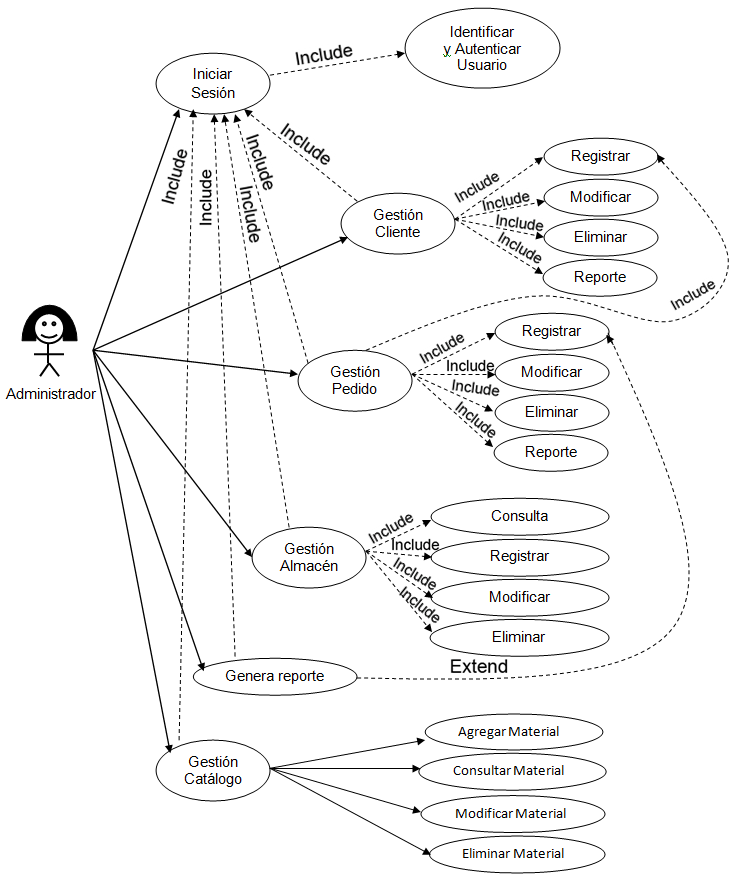 Identificar
y Autenticar
Usuario
Include
Iniciar
Sesión
Include
Include
Include
Include
Include
Include
Registrar
Include
Modificar
Include
Gestión
Cliente
Include
Eliminar
Include
Reporte
Include
Administrador
Registrar
Include
Gestión
Pedido
Include
Modificar
Include
Eliminar
Include
Reporte
Consulta
Include
Gestión
Almacén
Include
Registrar
Include
Modificar
Include
Eliminar
Extend
Genera reporte
Agregar Material
Gestión
Catálogo
Consultar Material
Modificar Material
Eliminar Material